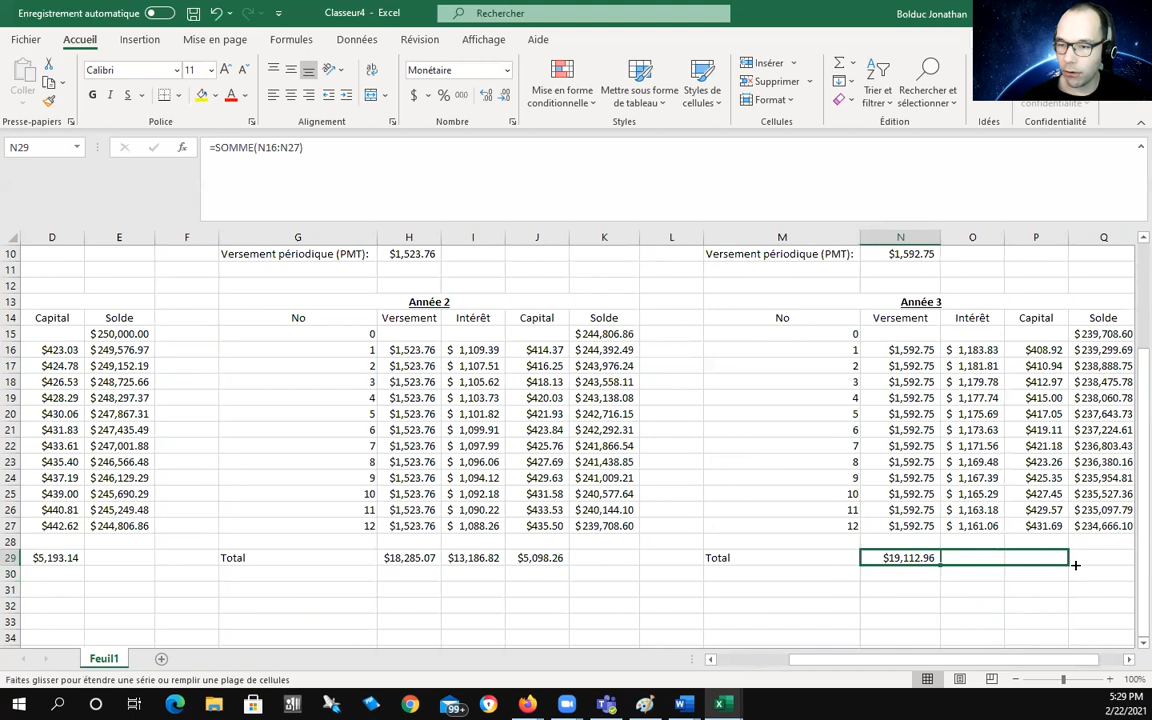 Enregistrement automatique Classeur4 - Excel Rechercher Bolduc Jonathan
Fichier Accueil Insertion Mise en page Formules Données Révision Affichage Aide
Coller Calibri 11 Monétaire Mise en forme conditionnelle Mettre sous forme de tableau Styles de cellules Insérer Supprimer Format Trier et filtrer Rechercher et sélectionner
G I S $ % 000
Presse-papiers Police Alignement Nombre Styles Cellules Édition Idées Confidentialité
N29 fx =SOMME(N16:N27)
D E F G H I J K L M N O P Q
10 Versement périodique (PMT): $1,523.76 Versement périodique (PMT): $1,592.75
11
12
13 Année 2 Année 3
14 Capital Solde No Versement Intérêt Capital Solde No Versement Intérêt Capital Solde
15 $250,000.00 0 $244,806.86 0 $239,708.60
16 $423.03 $249,576.97 1 $1,523.76 $ 1,109.39 $414.37 $244,392.49 1 $1,592.75 $ 1,183.83 $408.92 $239,299.69
17 $424.78 $249,152.19 2 $1,523.76 $ 1,107.51 $416.25 $243,976.24 2 $1,592.75 $ 1,181.81 $410.94 $238,888.75
18 $426.53 $248,725.66 3 $1,523.76 $ 1,105.62 $418.13 $243,558.11 3 $1,592.75 $ 1,179.78 $412.97 $238,475.78
19 $428.29 $248,297.37 4 $1,523.76 $ 1,103.73 $420.03 $243,138.08 4 $1,592.75 $ 1,177.74 $415.00 $238,060.78
20 $430.06 $247,867.31 5 $1,523.76 $ 1,101.82 $421.93 $242,716.15 5 $1,592.75 $ 1,175.69 $417.05 $237,643.73
21 $431.83 $247,435.49 6 $1,523.76 $ 1,099.91 $423.84 $242,292.31 6 $1,592.75 $ 1,173.63 $419.11 $237,224.61
22 $433.61 $247,001.88 7 $1,523.76 $ 1,097.99 $425.76 $241,866.54 7 $1,592.75 $ 1,171.56 $421.18 $236,803.43
23 $435.40 $246,566.48 8 $1,523.76 $ 1,096.06 $427.69 $241,438.85 8 $1,592.75 $ 1,169.48 $423.26 $236,380.16
24 $437.19 $246,129.29 9 $1,523.76 $ 1,094.12 $429.63 $241,009.21 9 $1,592.75 $ 1,167.39 $425.35 $235,954.81
25 $439.00 $245,690.29 10 $1,523.76 $ 1,092.18 $431.58 $240,577.64 10 $1,592.75 $ 1,165.29 $427.45 $235,527.36
26 $440.81 $245,249.48 11 $1,523.76 $ 1,090.22 $433.53 $240,144.10 11 $1,592.75 $ 1,163.18 $429.57 $235,097.79
27 $442.62 $244,806.86 12 $1,523.76 $ 1,088.26 $435.50 $239,708.60 12 $1,592.75 $ 1,161.06 $431.69 $234,666.10
28
29 $5,193.14 Total $18,285.07 $13,186.82 $5,098.26 Total $19,112.96
30
31
32
33
34
Feuil1
Faites glisser pour étendre une série ou remplir une plage de cellules 100%
99+ 5:29 PM
2/22/2021